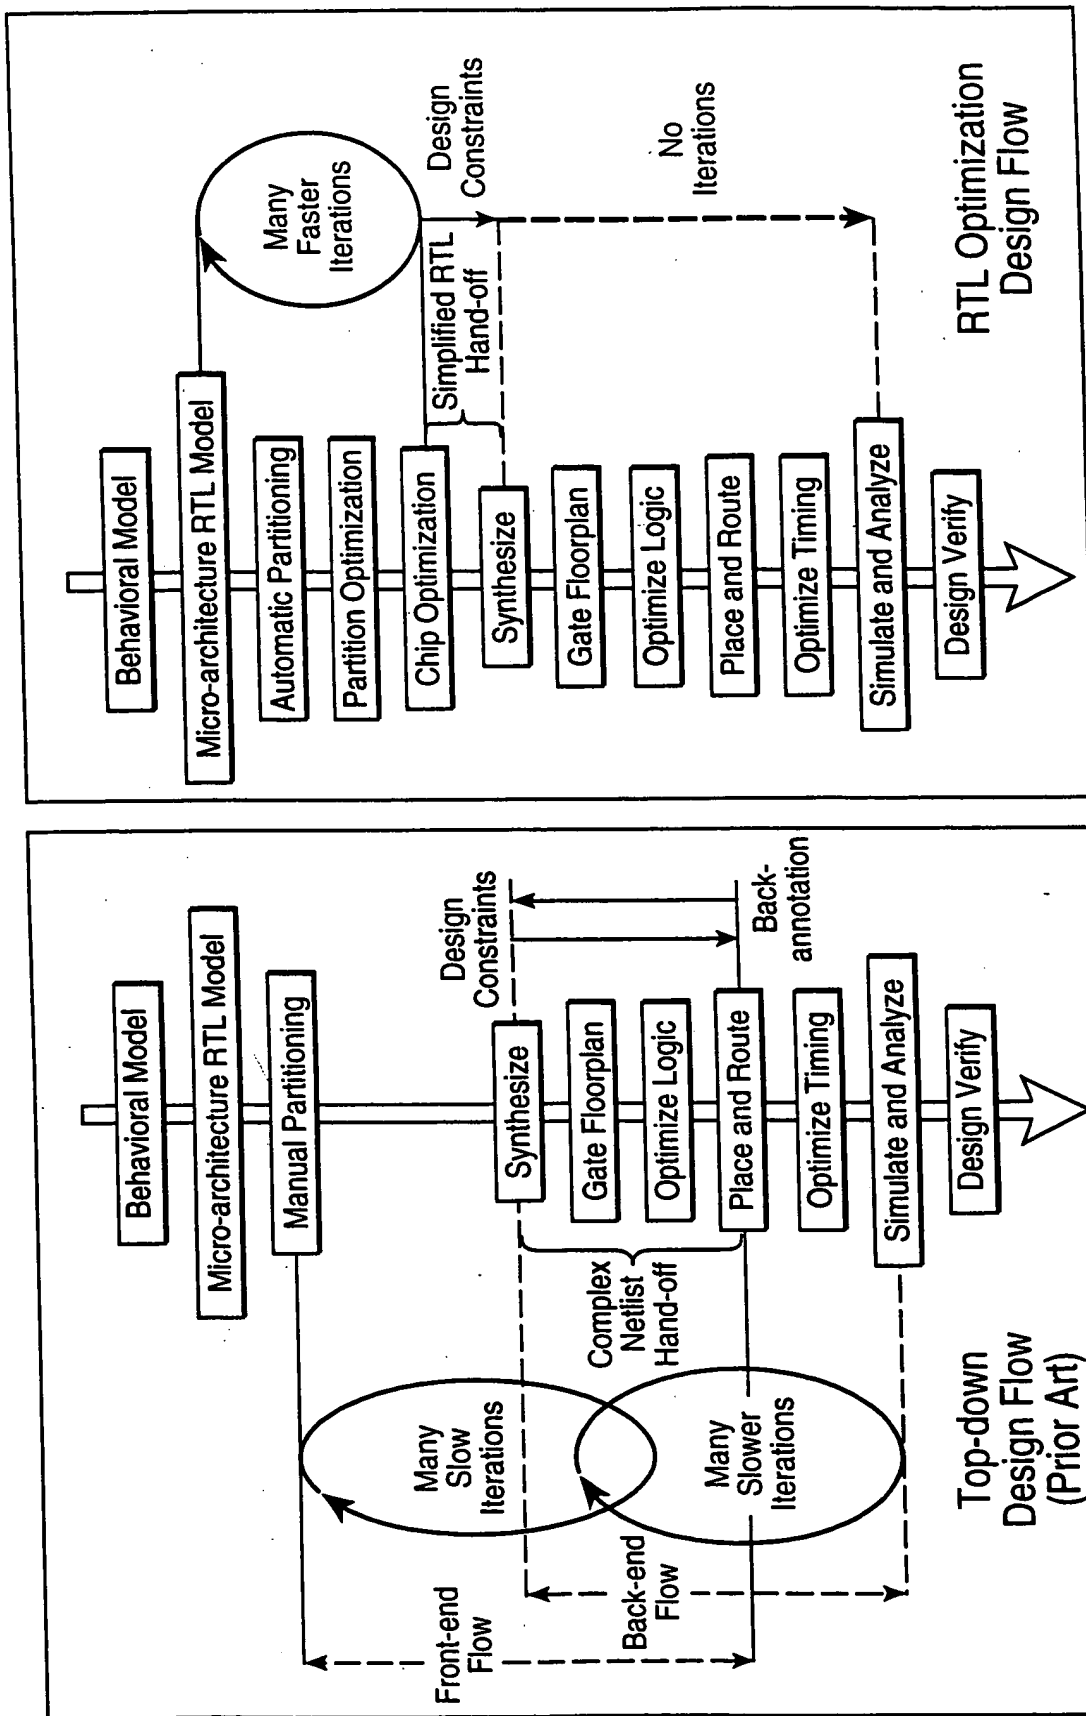 Behavioral Model
Micro-architecture RTL Model
Manual Partitioning
Synthesize
Gate Floorplan
Optimize Logic
Place and Route
Optimize Timing
Simulate and Analyze
Design Verify
Design
Constraints
Back-
annotation
Complex
Netlist
Hand-off
Many
Slow
Iterations
Many
Slower
Iterations
Front-end
Flow
Back-end
Flow
Top-down
Design Flow
(Prior Art)
Behavioral Model
Micro-architecture RTL Model
Automatic Partitioning
Partition Optimization
Chip Optimization
Synthesize
Gate Floorplan
Optimize Logic
Place and Route
Optimize Timing
Simulate and Analyze
Design Verify
Many
Faster
Iterations
Simplified RTL
Hand-off
Design
Constraints
No
Iterations
RTL Optimization
Design Flow